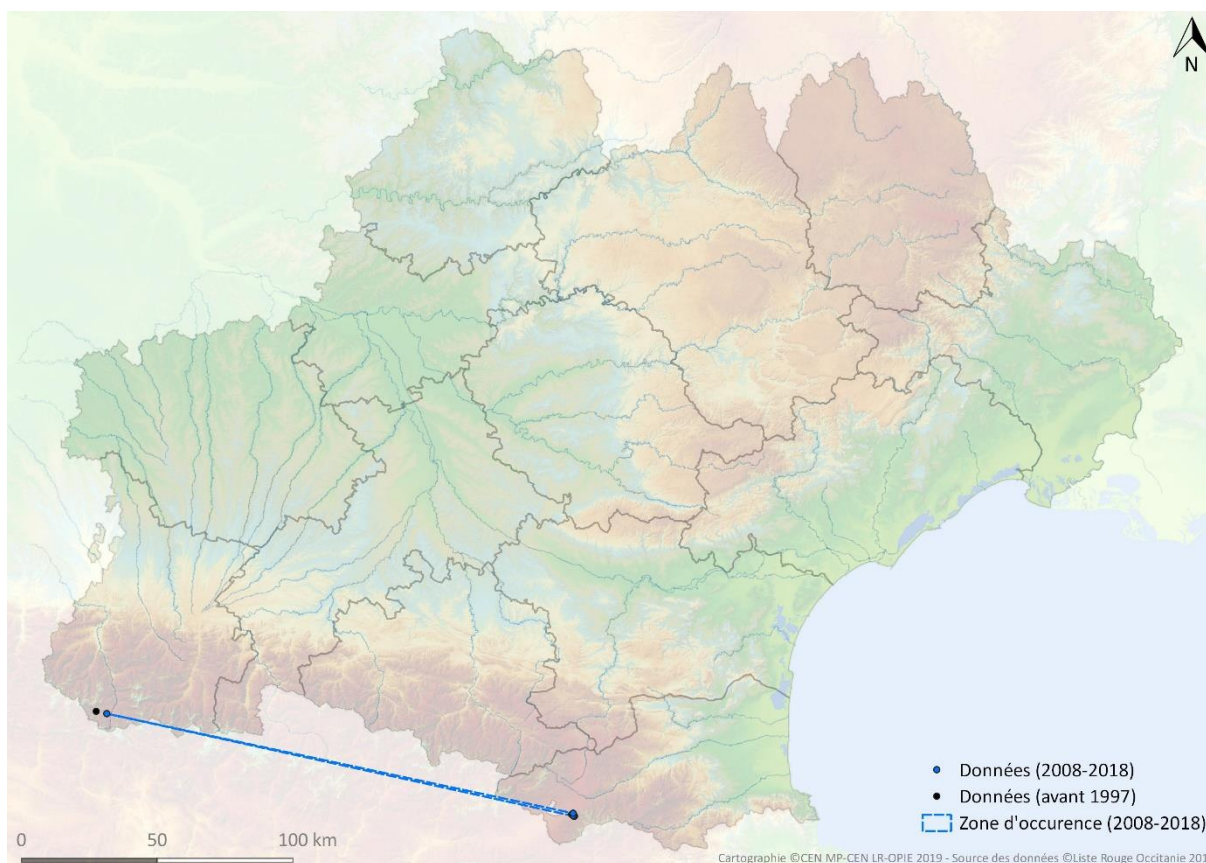 N
Données (2008-2018)
Données (avant 1997)
Zone d'occurence (2008-2018)
0 50 100 km
Cartographie ©CEN MP-CEN LR-OPIE 2019 - Source des données ©Liste Rouge Occitanie 201